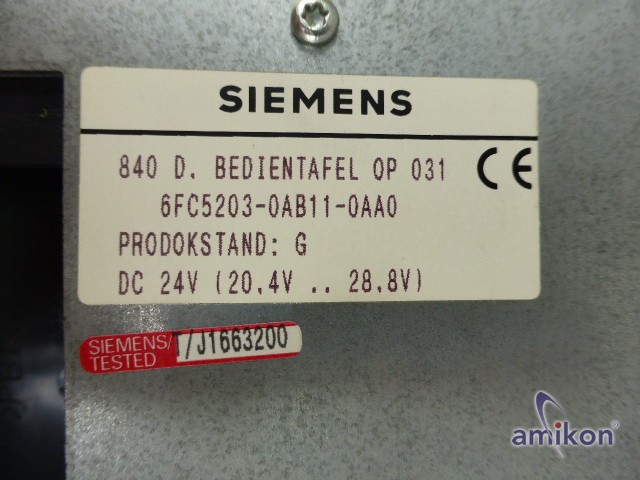 SIEMENS
840 D. BEDIENTAFEL OP 031
CE
6FC5203-0AB11-0AA0
PRODOKSTAND: G
DC 24V (20.4V .. 28.8V)
SIEMENS/
TESTED
T/J1663200
amikon